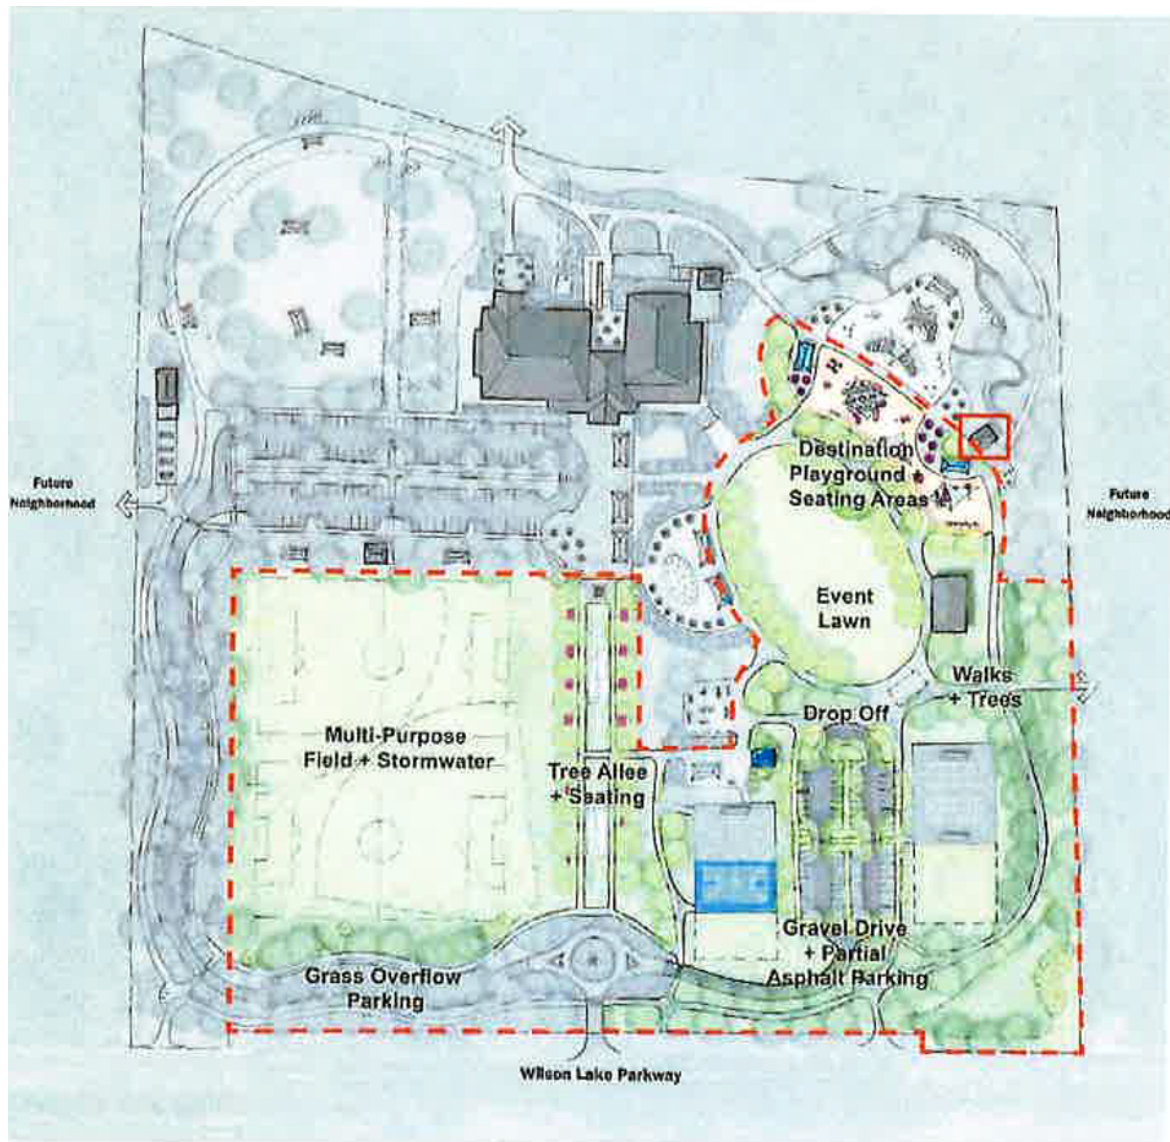 Destination
Playground
Seating Areas
Future
Neighborhood
Future
Neighborhood
Event
Lawn
Walks
+ Trees
Drop Off
Multi-Purpose
Field + Stormwater
Tree Allee
+ Seating
Gravel Drive
+ Partial
Asphalt Parking
Grass Overflow
Parking
Wilson Lake Parkway